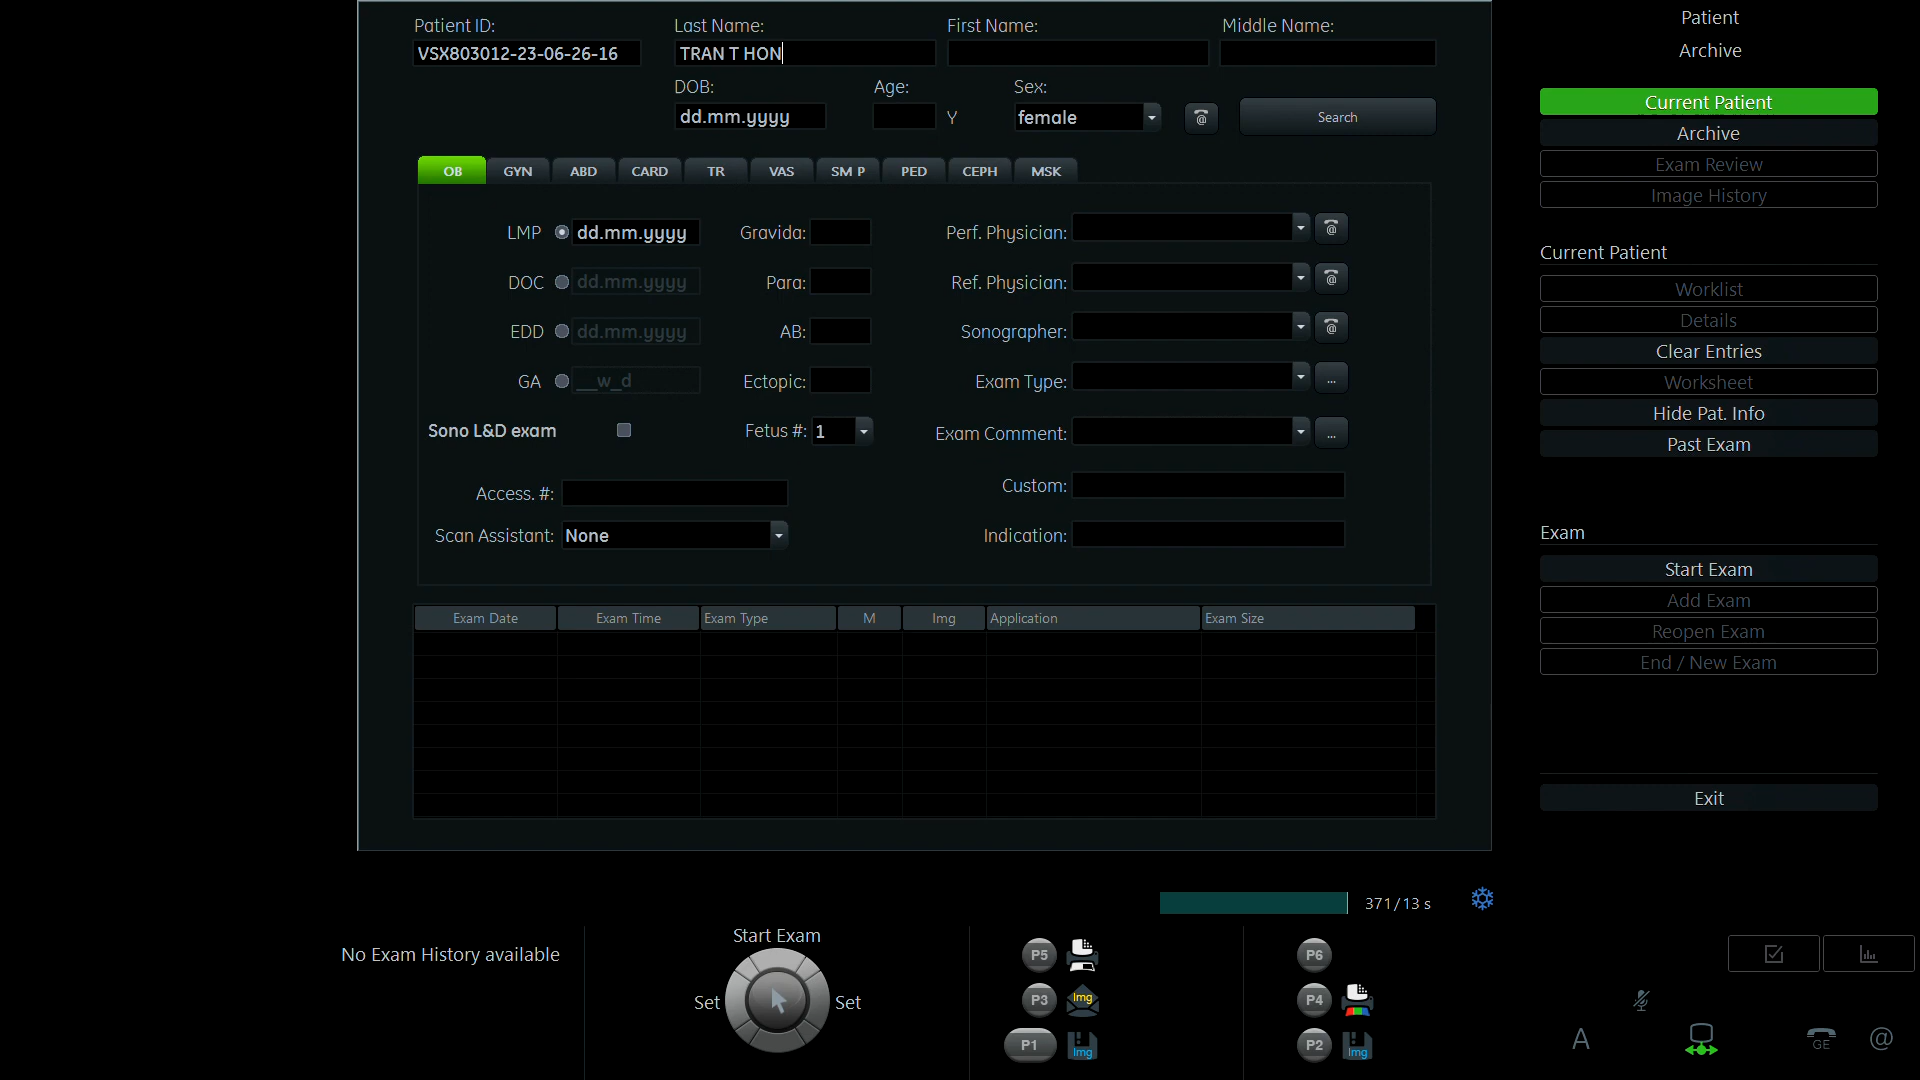 Patient ID: Last Name: First Name: Middle Name:
VSX803012-23-06-26-16 TRAN T HON
DOB: Age: Sex:
dd.mm.yyyy Y female @ Search
OB GYN ABD CARD TR VAS SM P PED CEPH MSK
LMP dd.mm.yyyy Gravida: Perf. Physician: @
DOC dd.mm.yyyy Para: Ref. Physician: @
EDD dd.mm.yyyy AB: Sonographer: @
GA __w_d Ectopic: Exam Type: ...
Sono L&D exam Fetus #: 1 Exam Comment: ...
Access. #: Custom:
Scan Assistant: None Indication:
Exam Date Exam Time Exam Type M Img Application Exam Size
371/13 s
No Exam History available
Start Exam
Set Set
P5
P3 Img
P1 Img
P6
P4
P2 Img
Patient
Archive
Current Patient
Archive
Exam Review
Image History
Current Patient
Worklist
Details
Clear Entries
Worksheet
Hide Pat. Info
Past Exam
Exam
Start Exam
Add Exam
Reopen Exam
End / New Exam
Exit
A GE @